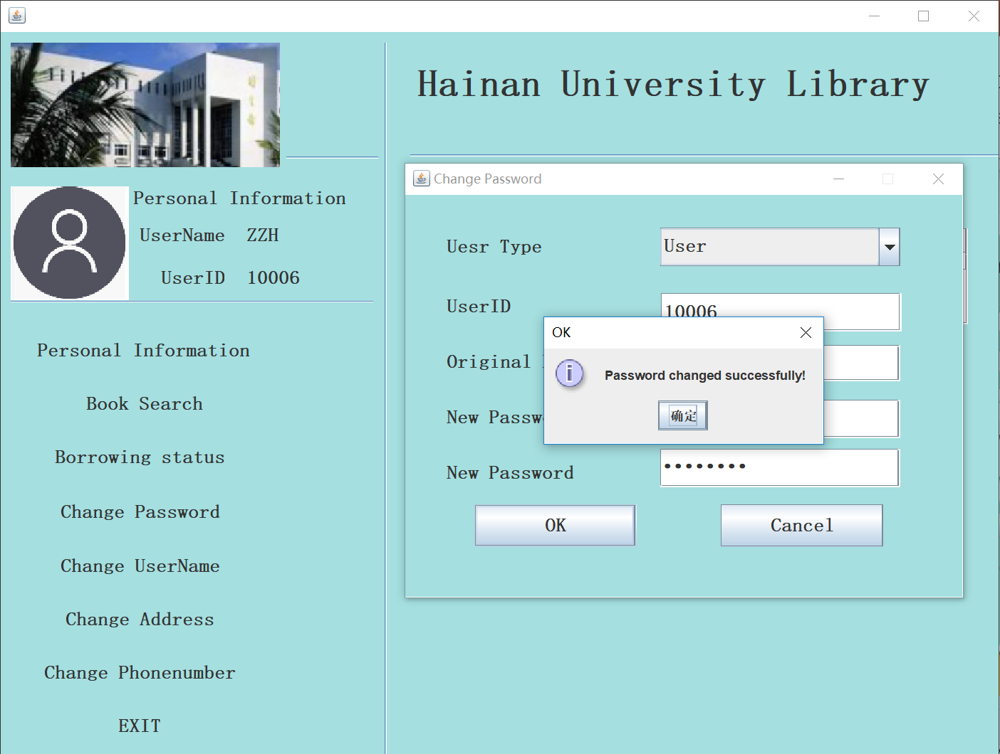 Hainan University Library
Personal Information
UserName ZZH
UserID 10006
Personal Information
Book Search
Borrowing status
Change Password
Change UserName
Change Address
Change Phonenumber
EXIT
Change Password
Uesr Type User
UserID 10006
Original
New Passw
New Password ••••••••
OK Cancel
OK
Password changed successfully!
确定